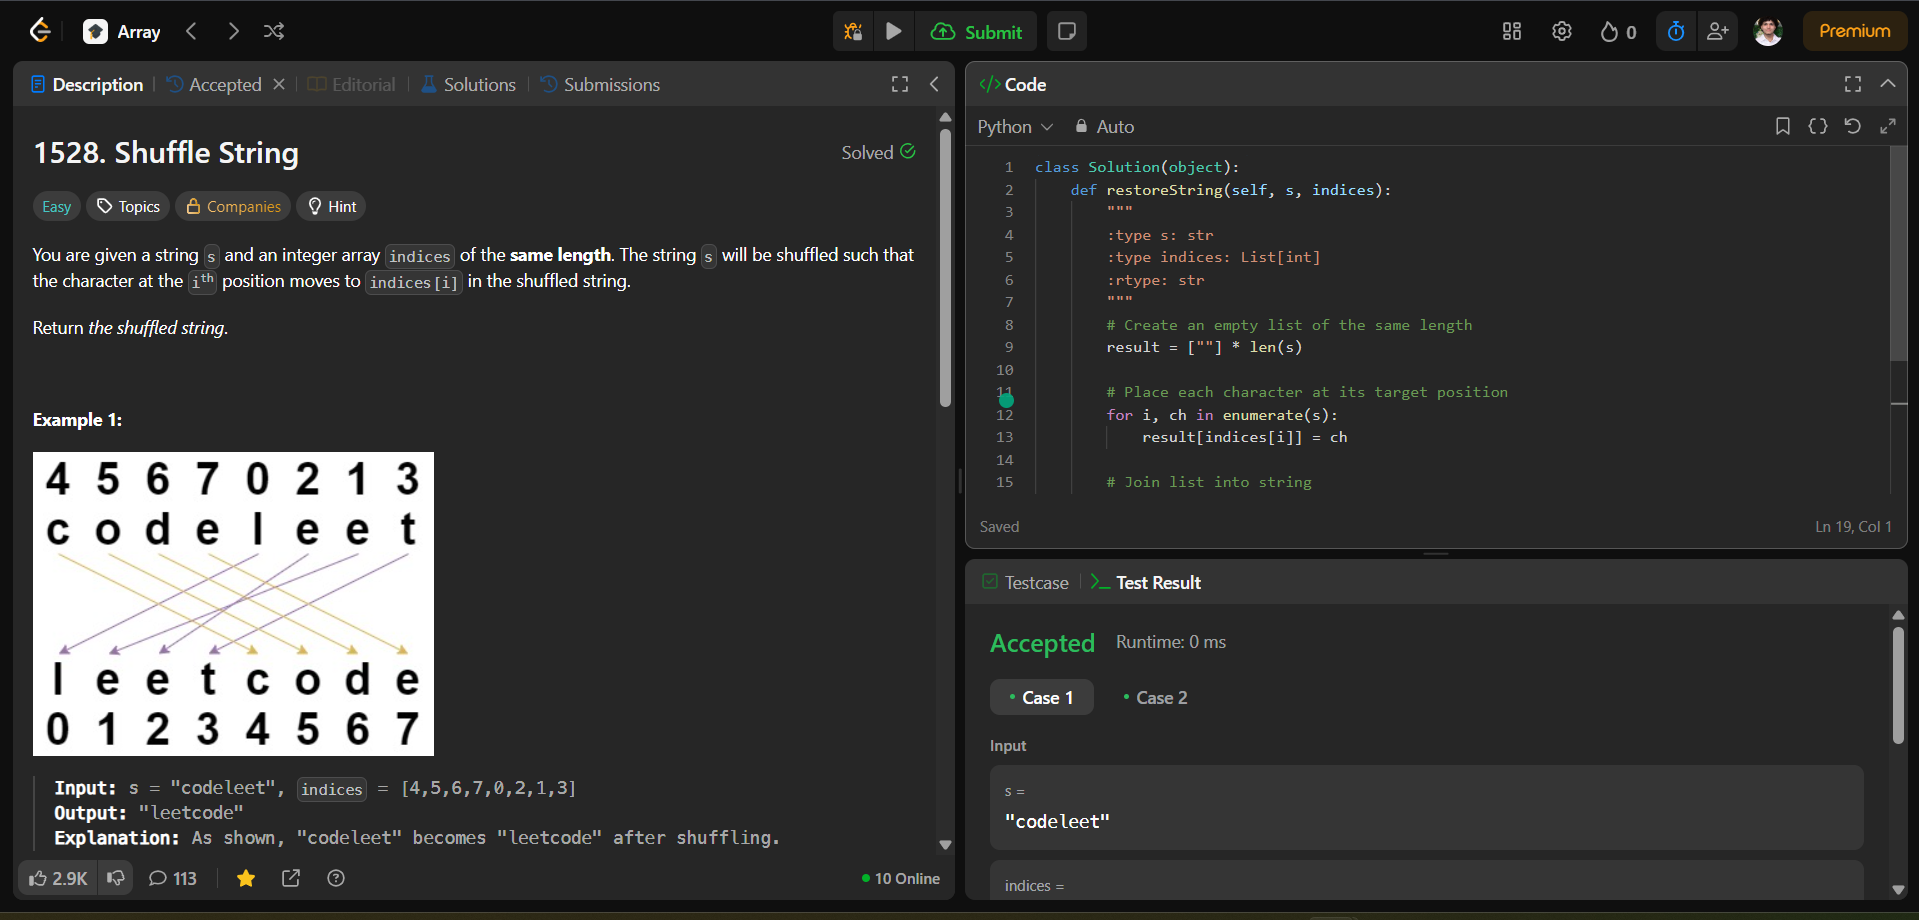 Array
Submit
0
Premium
Description
Accepted
Editorial
Solutions
Submissions
1528. Shuffle String
Solved
Easy
Topics
Companies
Hint
You are given a string s and an integer array indices of the same length. The string s will be shuffled such that
the character at the ith position moves to indices[i] in the shuffled string.
Return the shuffled string.
Example 1:
4 5 6 7 0 2 1 3
c o d e l e e t
l e e t c o d e
0 1 2 3 4 5 6 7
Input: s = "codeleet", indices = [4,5,6,7,0,2,1,3]
Output: "leetcode"
Explanation: As shown, "codeleet" becomes "leetcode" after shuffling.
2.9K
113
10 Online
Code
Python
Auto
1 class Solution(object):
2 def restoreString(self, s, indices):
3 """
4 :type s: str
5 :type indices: List[int]
6 :rtype: str
7 """
8 # Create an empty list of the same length
9 result = [""] * len(s)
10
11 # Place each character at its target position
12 for i, ch in enumerate(s):
13 result[indices[i]] = ch
14
15 # Join list into string
Saved
Ln 19, Col 1
Testcase
Test Result
Accepted
Runtime: 0 ms
Case 1
Case 2
Input
s =
"codeleet"
indices =